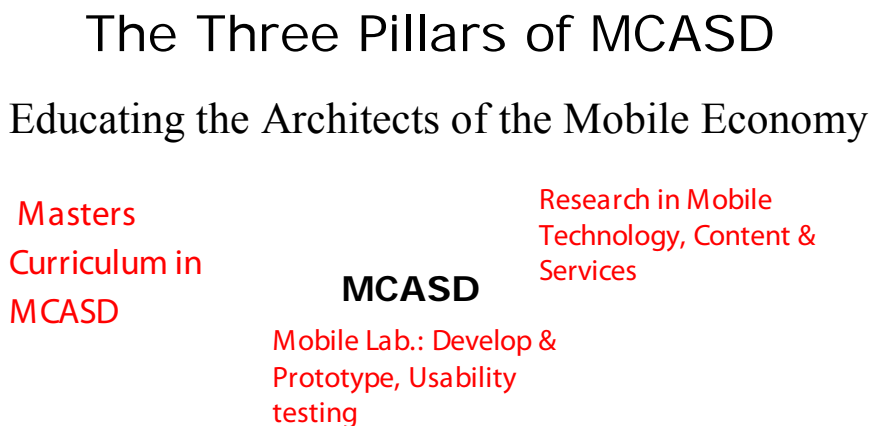 The Three Pillars of MCASD
Educating the Architects of the Mobile Economy
Masters
Curriculum in
MCASD
Research in Mobile
Technology, Content &
Services
MCASD
Mobile Lab.: Develop &
Prototype, Usability
testing